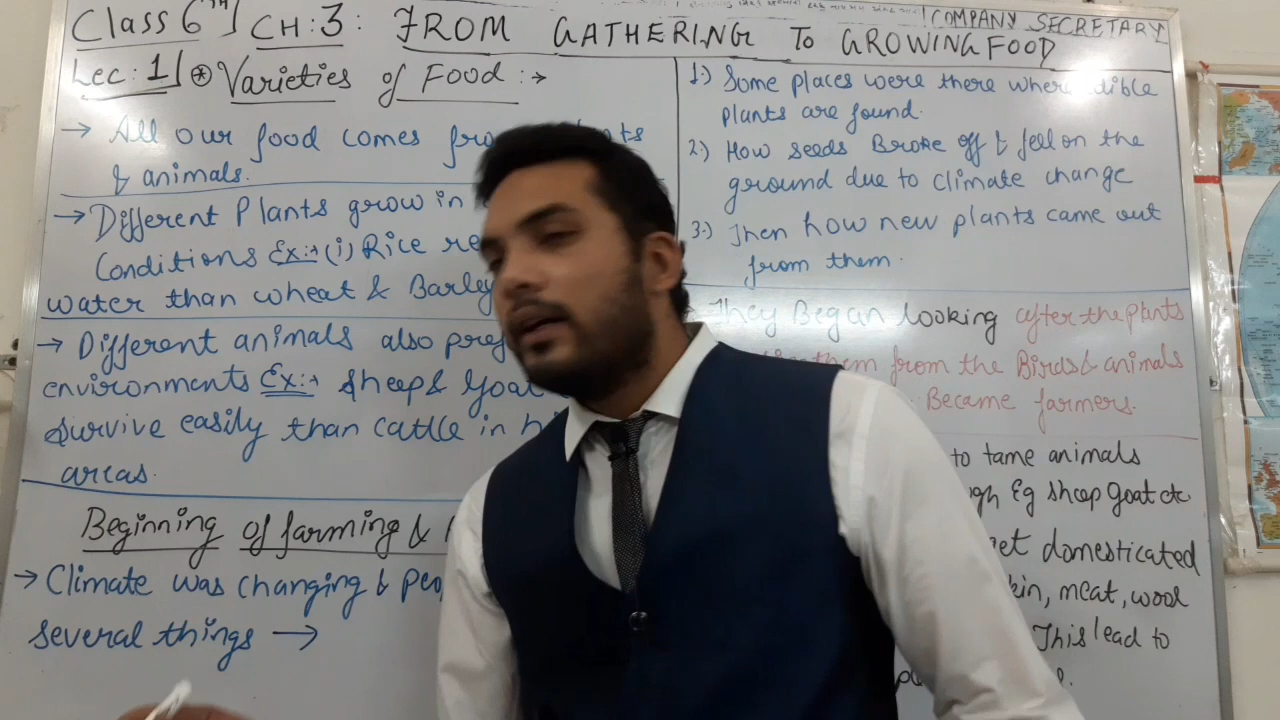 Class 6TH CH:3: FROM GATHERING TO GROWING FOOD
COMPANY SECRETARY
Lec:1 Varieties of Food :→
→ All our food comes
& animals.
→ Different Plants grow in
Conditions Ex:→ (i) Rice
water than wheat & Barley
→ Different animals also
environments Ex:→ Sheep &
survive easily than cattle in
areas.
Beginning of farming &
→ Climate was changing &
several things →
1.) Some places were there where
plants are found.
2.) How seeds Broke off & fell on the
ground due to climate change
3.) Then how new plants came out
from them.
They Began looking after the plants
them from the Birds & animals
Became farmers.
to tame animals
Eg sheep goat etc
domesticated
meat, wool
This lead to